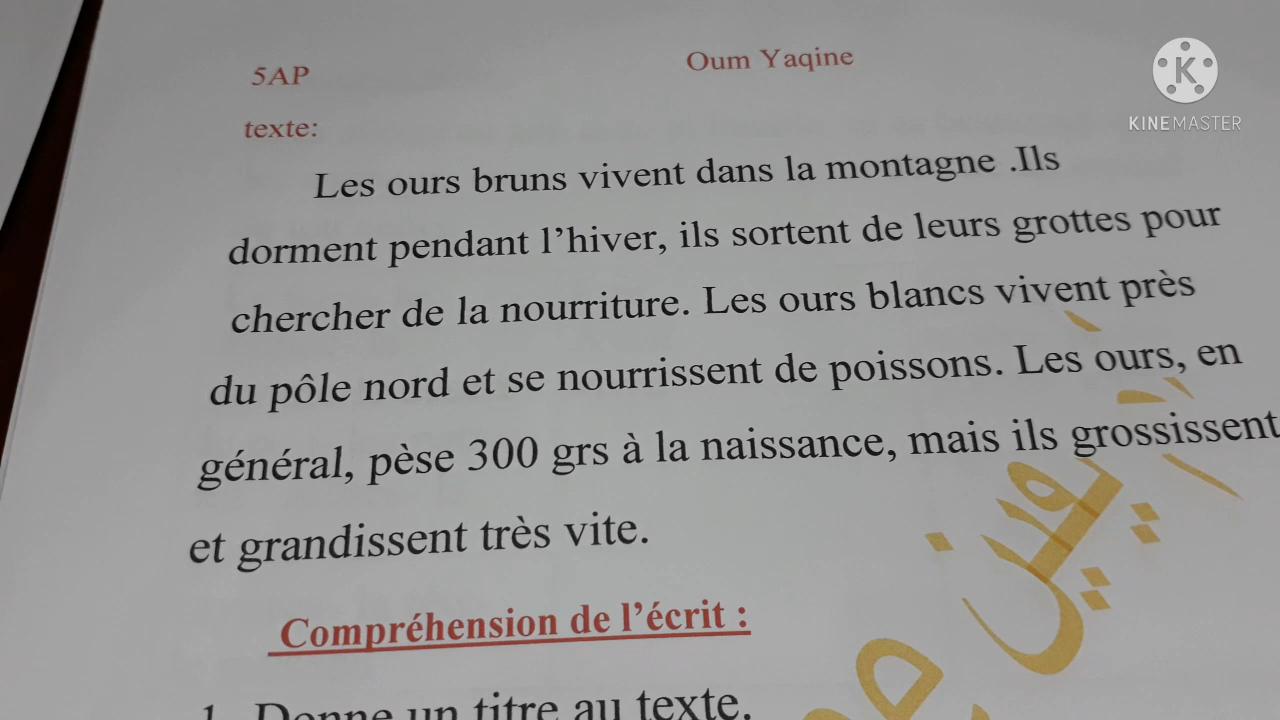 5AP
Oum Yaqine
KINEMASTER
texte:
Les ours bruns vivent dans la montagne .Ils
dorment pendant l'hiver, ils sortent de leurs grottes pour
chercher de la nourriture. Les ours blancs vivent près
du pôle nord et se nourrissent de poissons. Les ours, en
général, pèse 300 grs à la naissance, mais ils grossissent
et grandissent très vite.
Compréhension de l'écrit :
1. Donne un titre au texte.